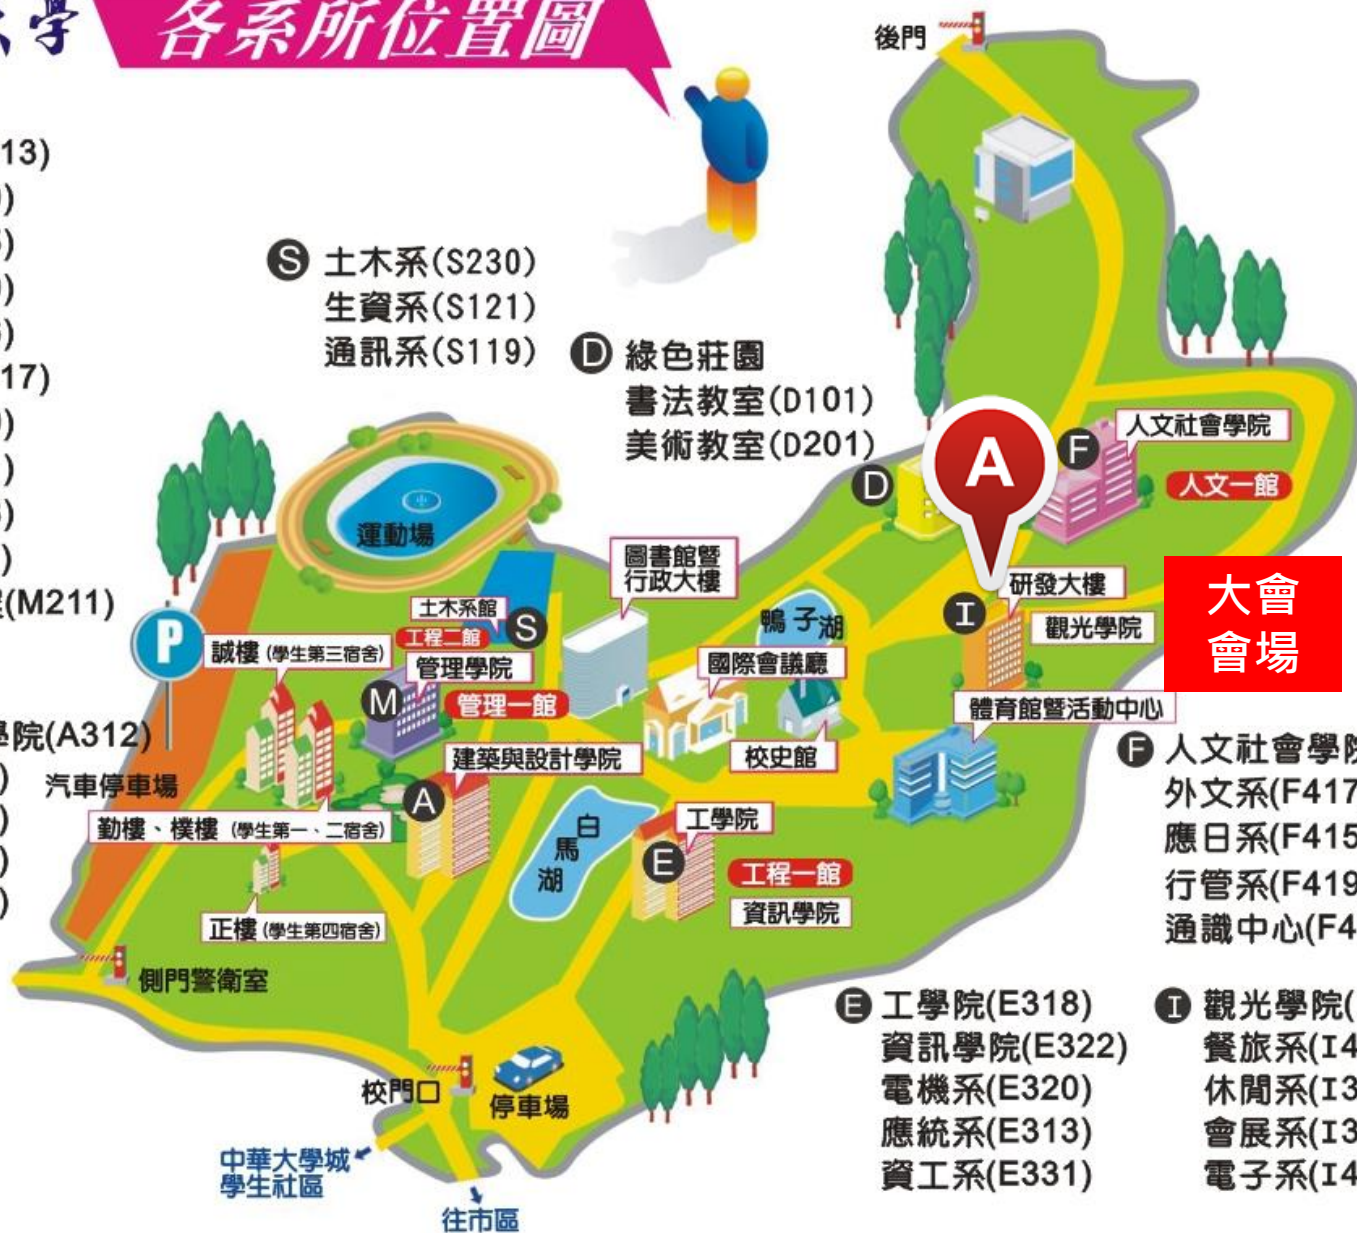 大學
各系所位置圖
後門
13)
)
)
)
)
17)
)
)
)
)
(M211)
學院(A312)
)
)
)
)
S 土木系(S230)
生資系(S121)
通訊系(S119)
D 綠色莊園
書法教室(D101)
美術教室(D201)
D
A
F
人文社會學院
人文一館
運動場
圖書館暨
行政大樓
土木系館
工程二館
S
P
誠樓 (學生第三宿舍)
管理學院
M
管理一館
鴨子湖
國際會議廳
校史館
I
研發大樓
觀光學院
大會
會場
體育館暨活動中心
建築與設計學院
A
汽車停車場
勤樓、樸樓 (學生第一、二宿舍)
正樓 (學生第四宿舍)
白馬湖
工學院
E
工程一館
資訊學院
側門警衛室
校門口
停車場
中華大學城
學生社區
往市區
F 人文社會學院
外文系(F417
應日系(F415
行管系(F419
通識中心(F4
E 工學院(E318)
資訊學院(E322)
電機系(E320)
應統系(E313)
資工系(E331)
I 觀光學院(
餐旅系(I4
休閒系(I3
會展系(I3
電子系(I4